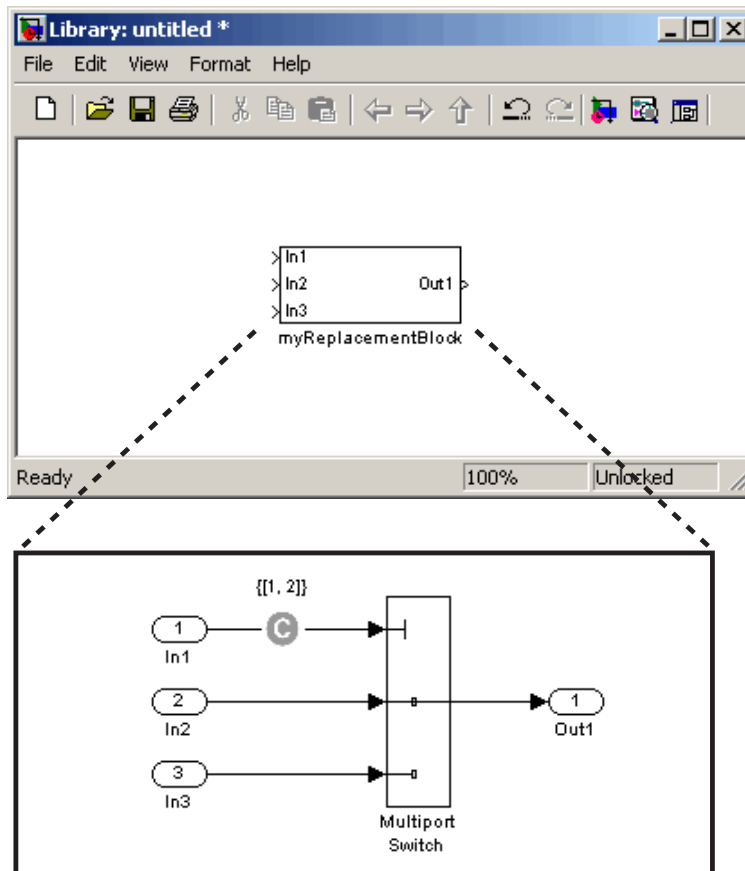 Library: untitled *
File Edit View Format Help
In1
In2 Out1
In3
myReplacementBlock
Ready 100% Unlocked
{[1, 2]}
1 C
In1
2 1
In2 Out1
3
In3
Multiport
Switch